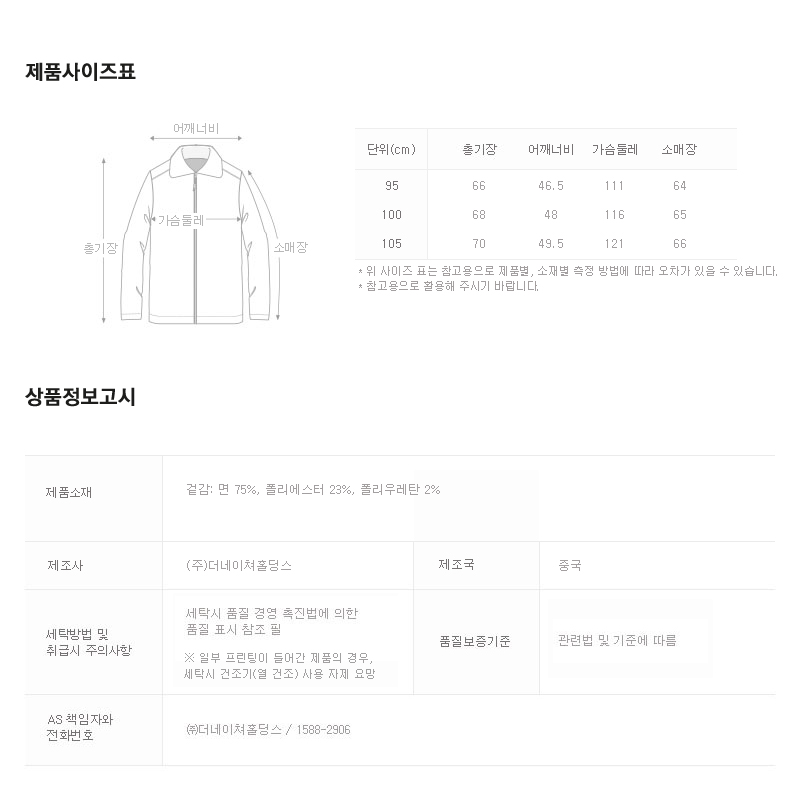 제품사이즈표
어깨너비
가슴둘레
총기장
소매장
단위(cm) 총기장 어깨너비 가슴둘레 소매장
95 66 46.5 111 64
100 68 48 116 65
105 70 49.5 121 66
* 위 사이즈 표는 참고용으로 제품별, 소재별 측정 방법에 따라 오차가 있을 수 있습니다.
* 참고용으로 활용해 주시기 바랍니다.
상품정보고시
제품소재 겉감: 면 75%, 폴리에스터 23%, 폴리우레탄 2%
제조사 (주)더네이쳐홀딩스 제조국 중국
세탁방법 및
취급시 주의사항
세탁시 품질 경영 촉진법에 의한
품질 표시 참조 필
※ 일부 프린팅이 들어간 제품의 경우,
세탁시 건조기(열 건조) 사용 자제 요망
품질보증기준 관련법 및 기준에 따름
AS 책임자와
전화번호
㈜더네이쳐홀딩스 / 1588-2906